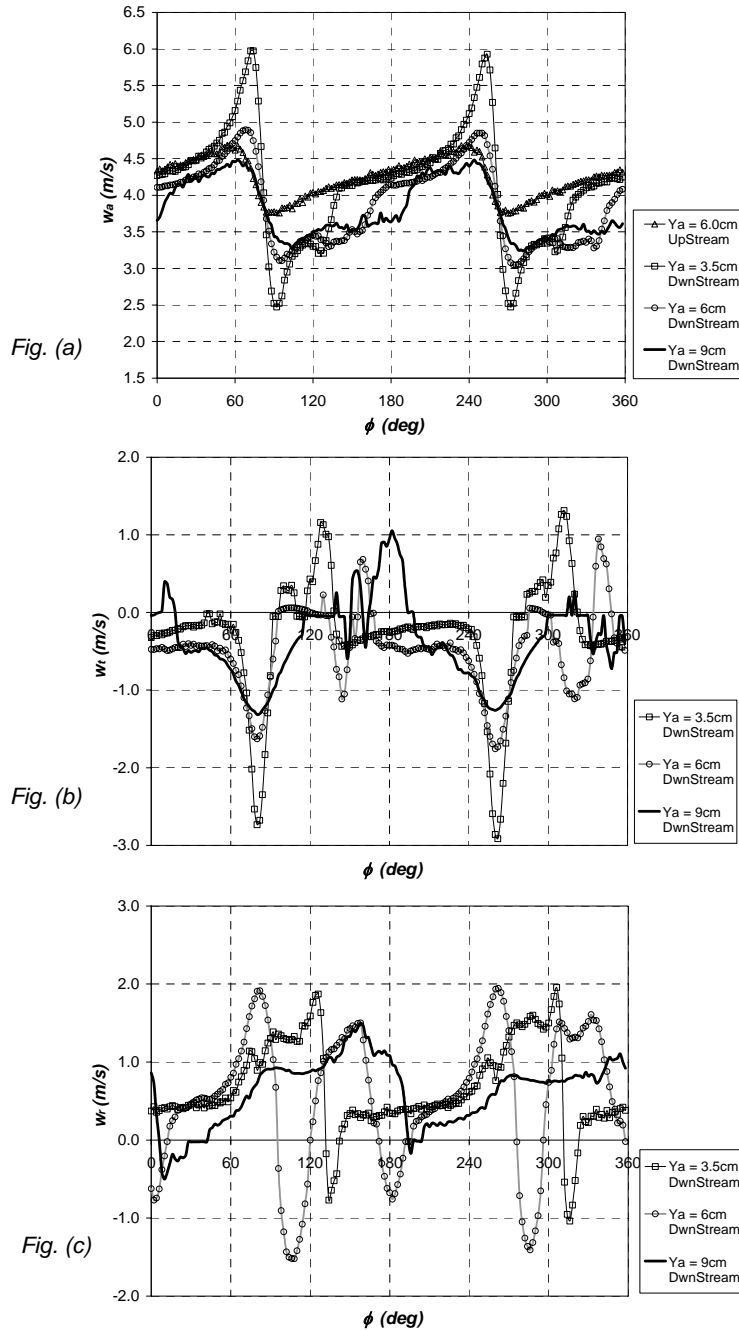 6.5
6.0
5.5
5.0
4.5
4.0
3.5
3.0
2.5
2.0
1.5
wa (m/s)
0 60 120 180 240 300 360
ϕ (deg)
Ya = 6.0cm
UpStream
Ya = 3.5cm
DwnStream
Ya = 6cm
DwnStream
Ya = 9cm
DwnStream
Fig. (a)
2.0
1.0
0.0
-1.0
-2.0
-3.0
wt (m/s)
0 60 120 180 240 300 360
ϕ (deg)
Ya = 3.5cm
DwnStream
Ya = 6cm
DwnStream
Ya = 9cm
DwnStream
Fig. (b)
3.0
2.0
1.0
0.0
-1.0
-2.0
wr (m/s)
0 60 120 180 240 300 360
ϕ (deg)
Ya = 3.5cm
DwnStream
Ya = 6cm
DwnStream
Ya = 9cm
DwnStream
Fig. (c)